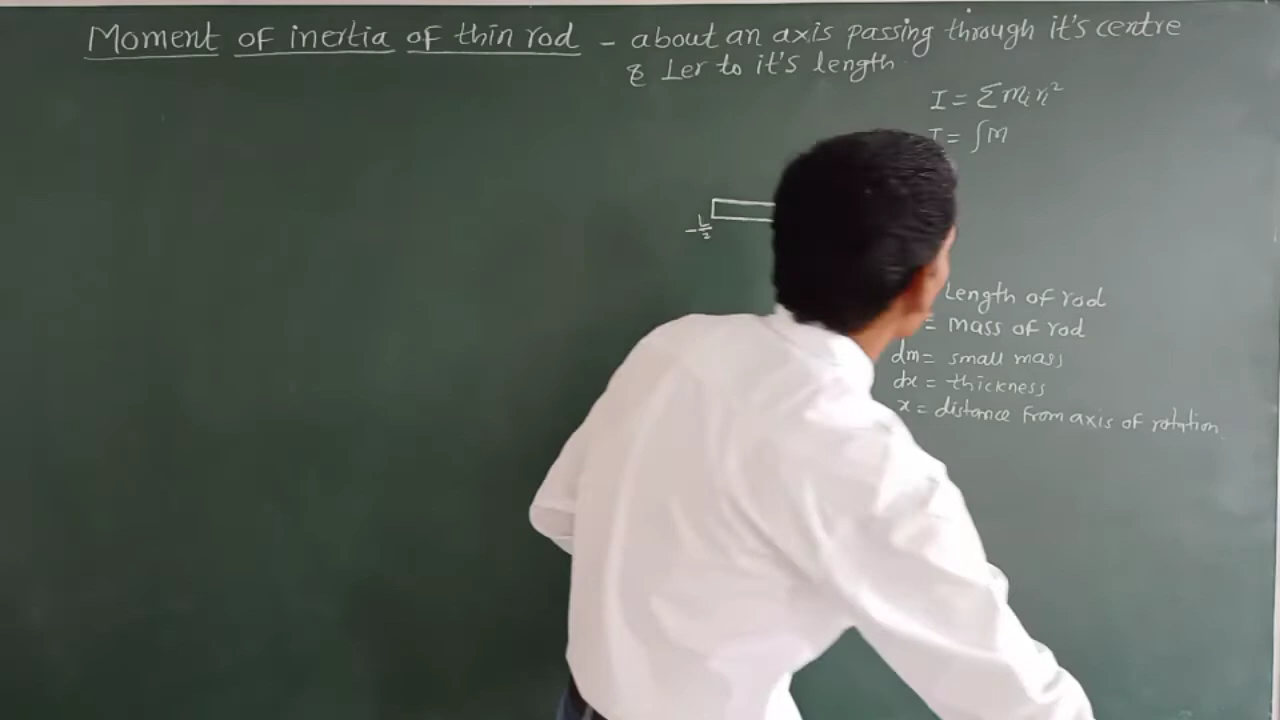 Moment of inertia of thin rod - about an axis passing through it's centre
& ⊥er to it's length
I = Σmᵢrᵢ²
I = ∫M
-L/2
Length of rod
= mass of rod
dm = small mass
dx = thickness
x = distance from axis of rotation